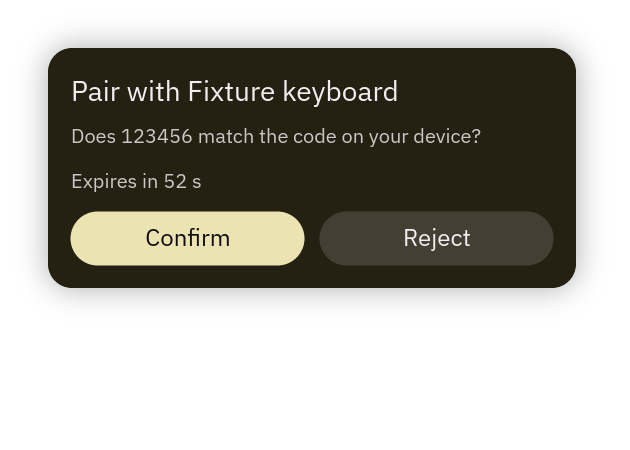 Pair with Fixture keyboard
Does 123456 match the code on your device?
Expires in 52 s
Confirm
Reject